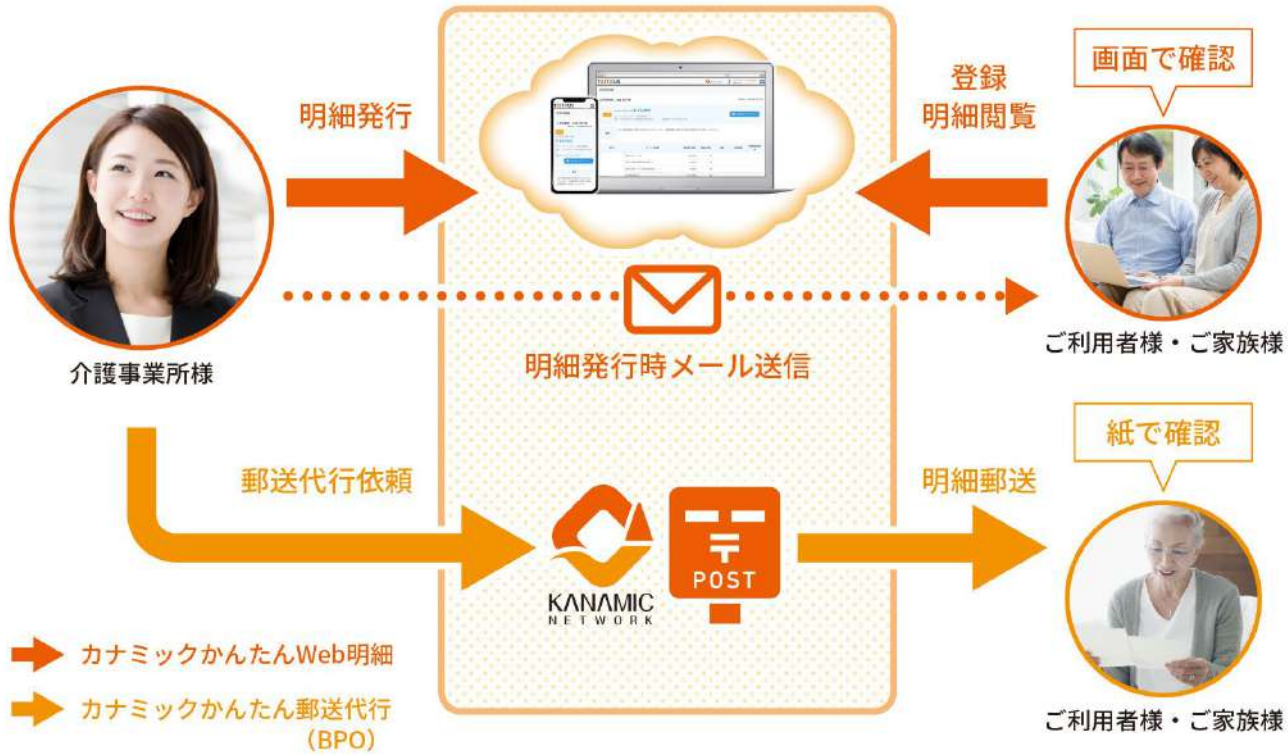 明細発行
登録
明細閲覧
画面で確認
介護事業所様
明細発行時メール送信
ご利用者様・ご家族様
郵送代行依頼
KANAMIC
NETWORK
POST
明細郵送
紙で確認
ご利用者様・ご家族様
カナミックかんたんWeb明細
カナミックかんたん郵送代行
（BPO）